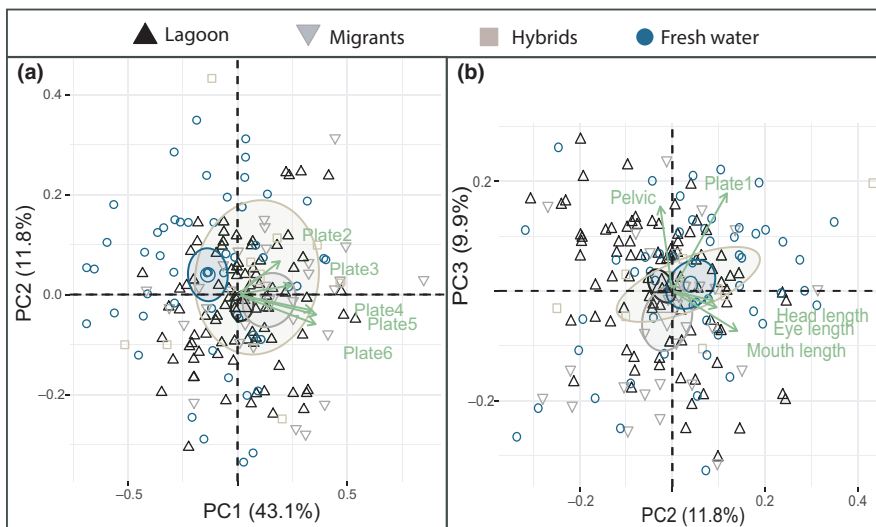 Lagoon Migrants Hybrids Fresh water
(a)
0.4
0.2
0.0
−0.2
−0.5 0.0 0.5
PC2 (11.8%)
PC1 (43.1%)
Plate2
Plate3
Plate4
Plate5
Plate6
(b)
0.2
0.0
−0.2
−0.2 0.0 0.2 0.4
PC3 (9.9%)
PC2 (11.8%)
Pelvic
Plate1
Head length
Eye length
Mouth length